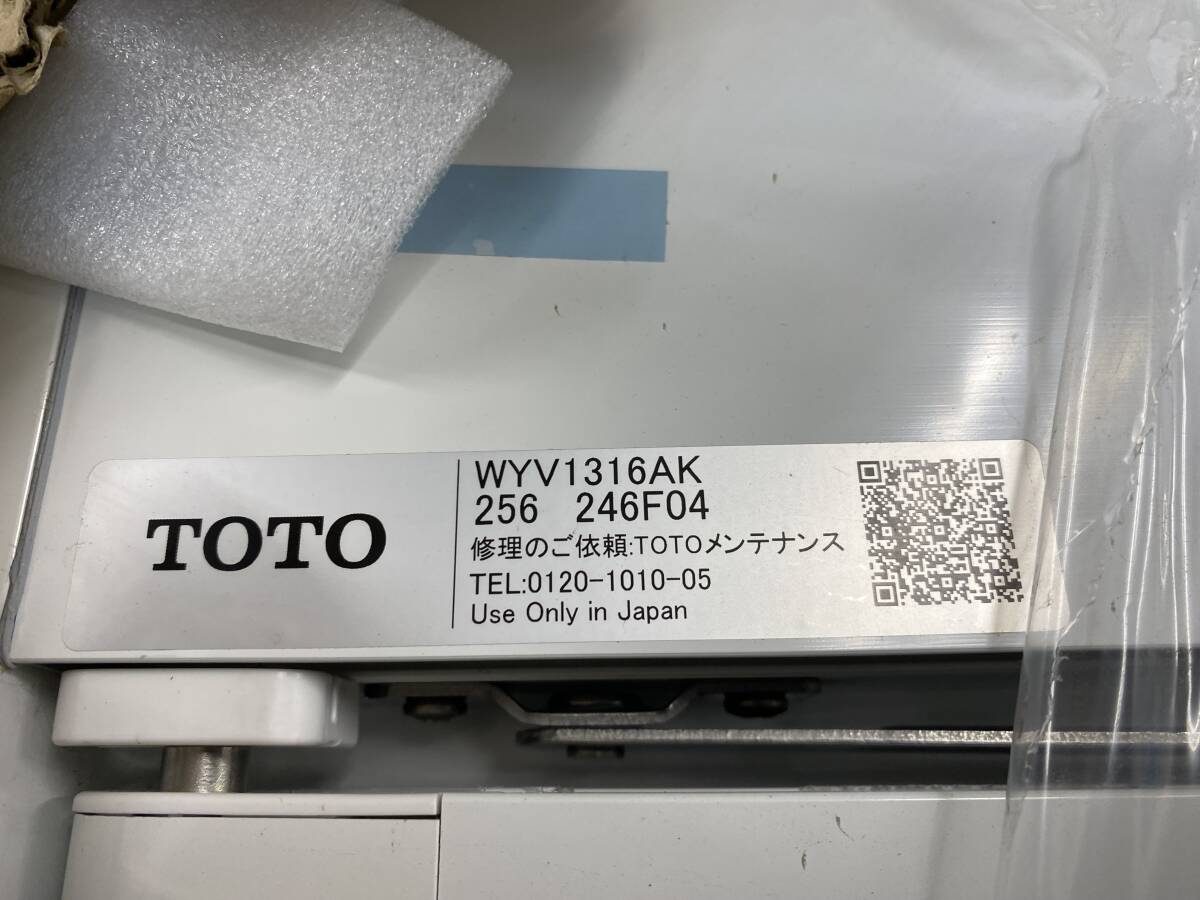 TOTO
WYV1316AK
256 246F04
修理のご依頼:TOTOメンテナンス
TEL:0120-1010-05
Use Only in Japan